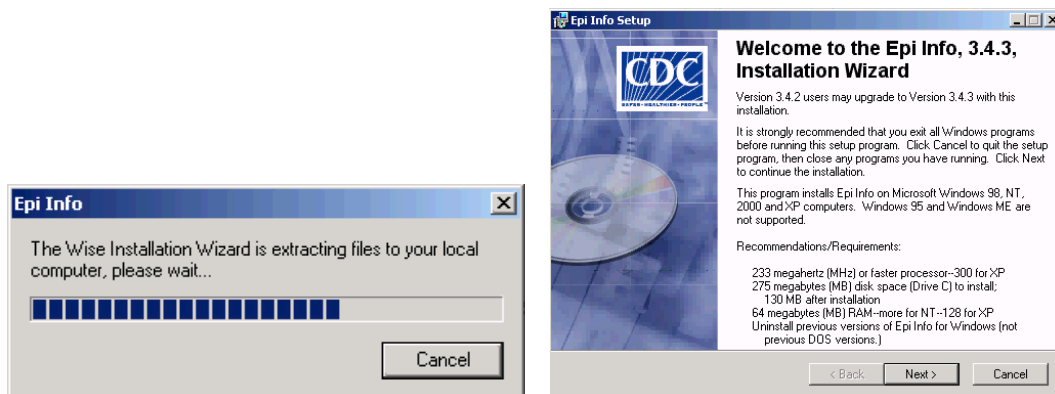 Epi Info
The Wise Installation Wizard is extracting files to your local
computer, please wait...
Cancel
Epi Info Setup
CDC
SAFER·HEALTHIER·PEOPLE™
Welcome to the Epi Info, 3.4.3,
Installation Wizard
Version 3.4.2 users may upgrade to Version 3.4.3 with this
installation.
It is strongly recommended that you exit all Windows programs
before running this setup program. Click Cancel to quit the setup
program, then close any programs you have running. Click Next
to continue the installation.
This program installs Epi Info on Microsoft Windows 98, NT,
2000 and XP computers. Windows 95 and Windows ME are
not supported.
Recommendations/Requirements:
233 megahertz (MHz) or faster processor--300 for XP
275 megabytes (MB) disk space (Drive C) to install;
130 MB after installation
64 megabytes (MB) RAM--more for NT--128 for XP
Uninstall previous versions of Epi Info for Windows (not
previous DOS versions.)
< Back
Next >
Cancel